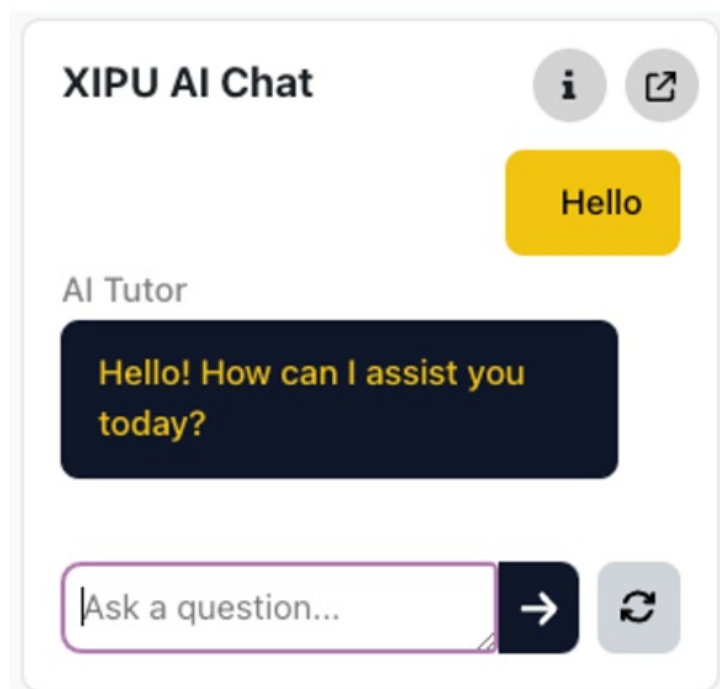 XIPU AI Chat
Hello
AI Tutor
Hello! How can I assist you
today?
Ask a question...